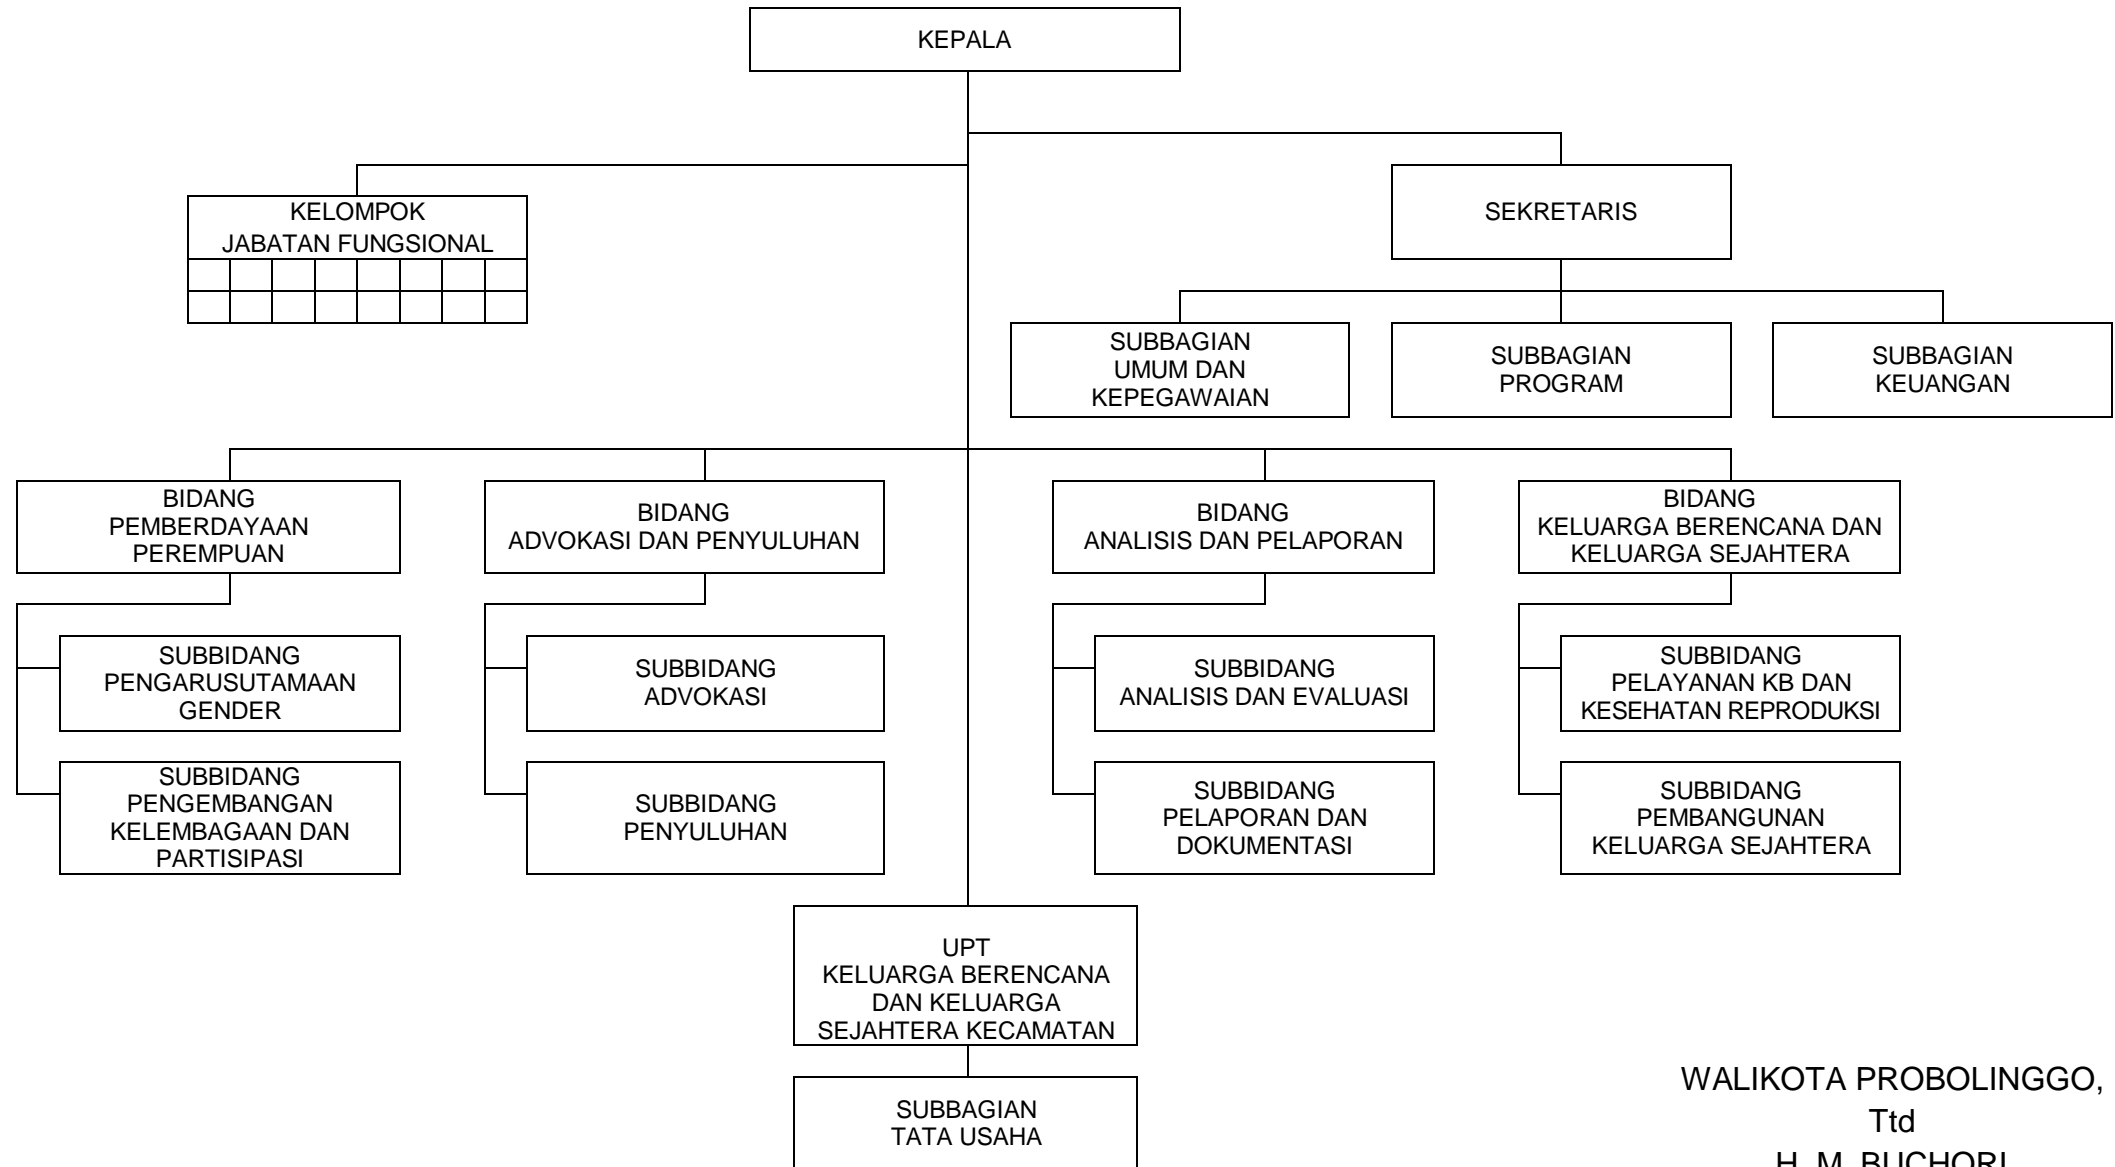 KEPALA
KELOMPOK
JABATAN FUNGSIONAL
SEKRETARIS
SUBBAGIAN
UMUM DAN
KEPEGAWAIAN
SUBBAGIAN
PROGRAM
SUBBAGIAN
KEUANGAN
BIDANG
PEMBERDAYAAN
PEREMPUAN
BIDANG
ADVOKASI DAN PENYULUHAN
BIDANG
ANALISIS DAN PELAPORAN
BIDANG
KELUARGA BERENCANA DAN
KELUARGA SEJAHTERA
SUBBIDANG
PENGARUSUTAMAAN
GENDER
SUBBIDANG
ADVOKASI
SUBBIDANG
ANALISIS DAN EVALUASI
SUBBIDANG
PELAYANAN KB DAN
KESEHATAN REPRODUKSI
SUBBIDANG
PENGEMBANGAN
KELEMBAGAAN DAN
PARTISIPASI
SUBBIDANG
PENYULUHAN
SUBBIDANG
PELAPORAN DAN
DOKUMENTASI
SUBBIDANG
PEMBANGUNAN
KELUARGA SEJAHTERA
UPT
KELUARGA BERENCANA
DAN KELUARGA
SEJAHTERA KECAMATAN
SUBBAGIAN
TATA USAHA
WALIKOTA PROBOLINGGO,
Ttd
H. M. BUCHORI